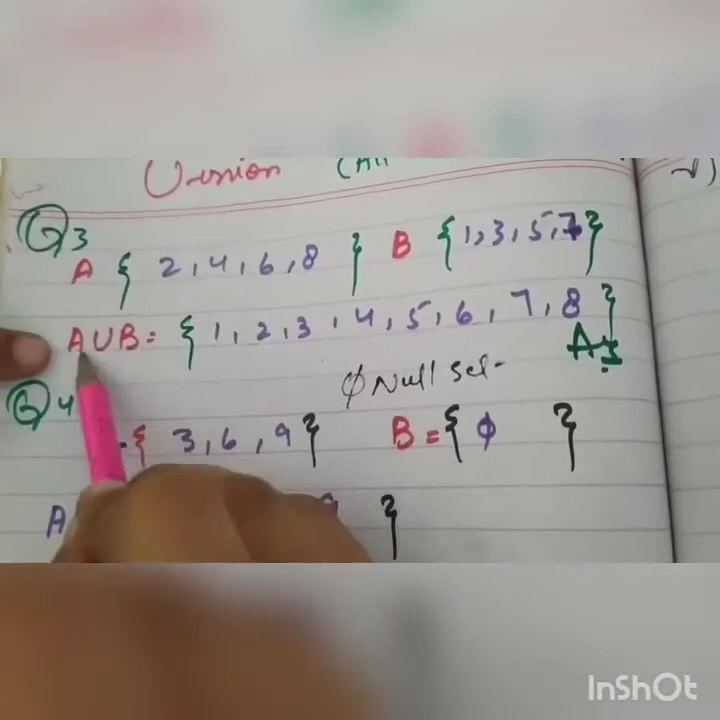 Union (All
Q3
A { 2,4,6,8 } B {1,3,5,7}
AUB= { 1,2,3,4,5,6,7,8 }
Ans
Q4 φ Null Set
={ 3,6,9 } B={ φ }
A }
InShOt